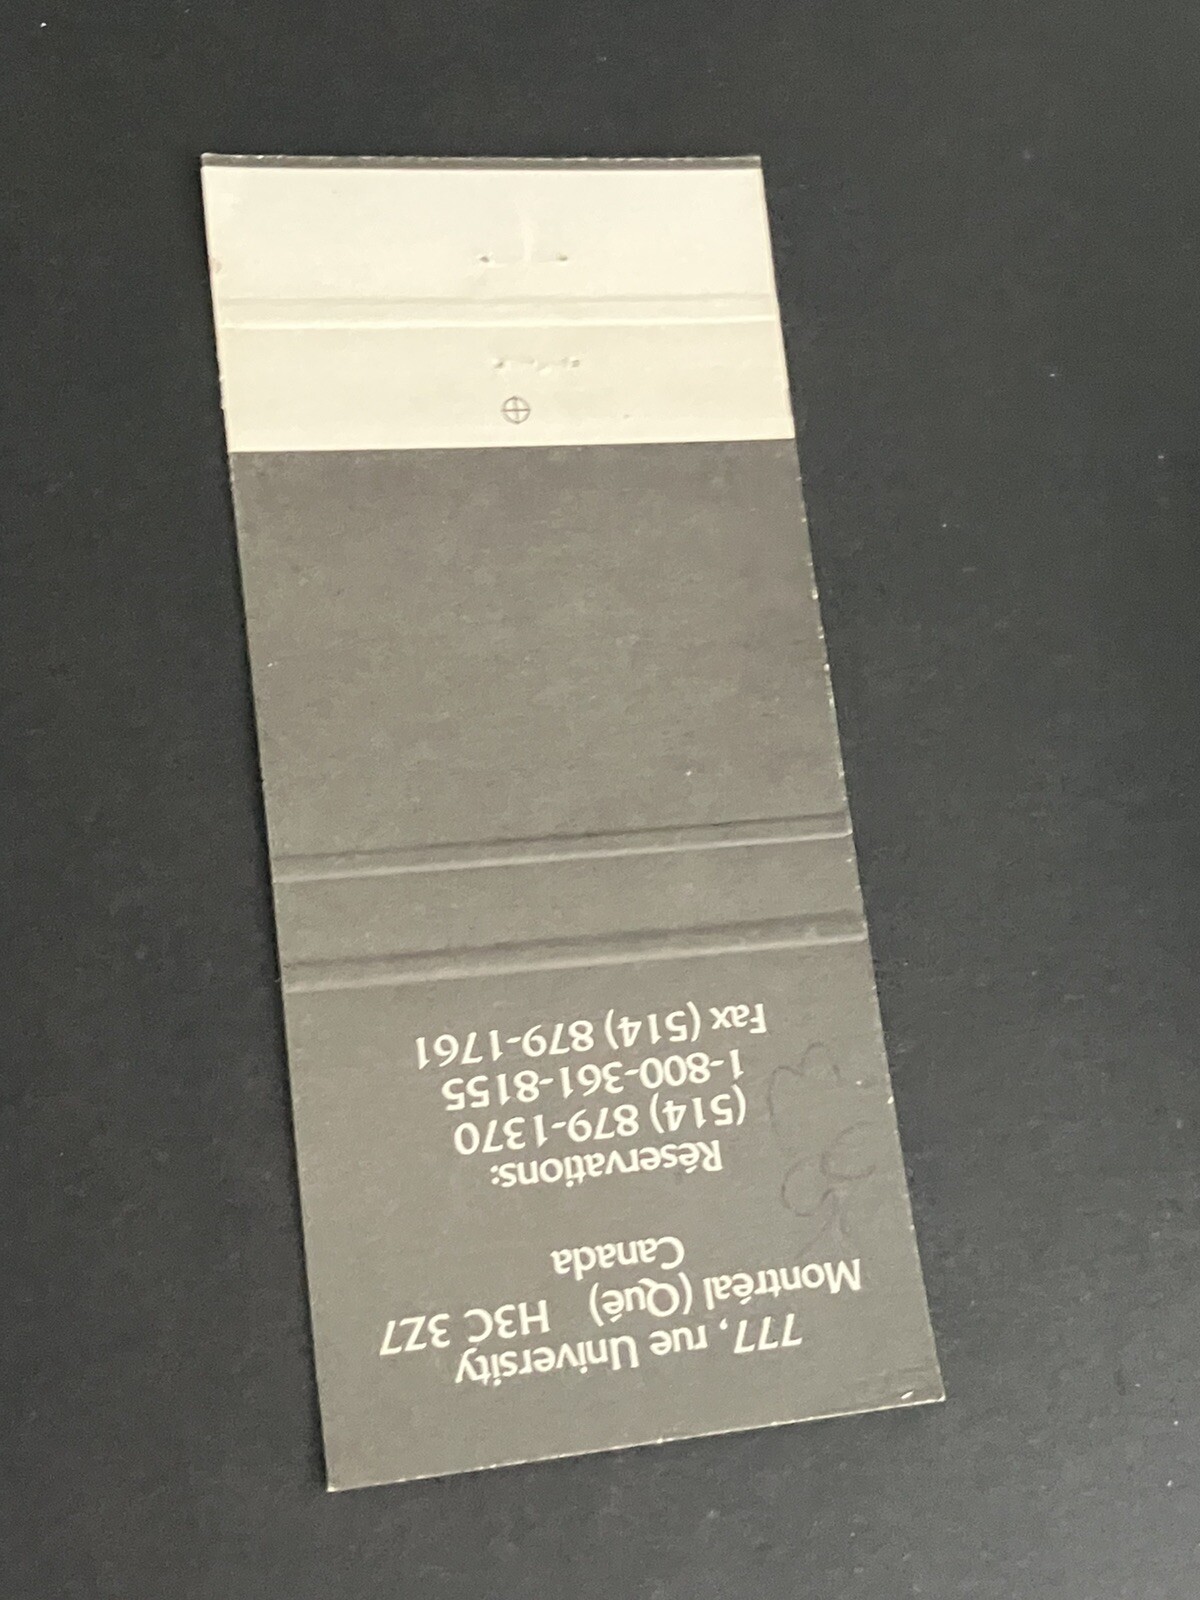 777, rue University
Montréal (Qué) H3C 3Z7
Canada
Réservations:
(514) 879-1370
1-800-361-8155
Fax (514) 879-1761